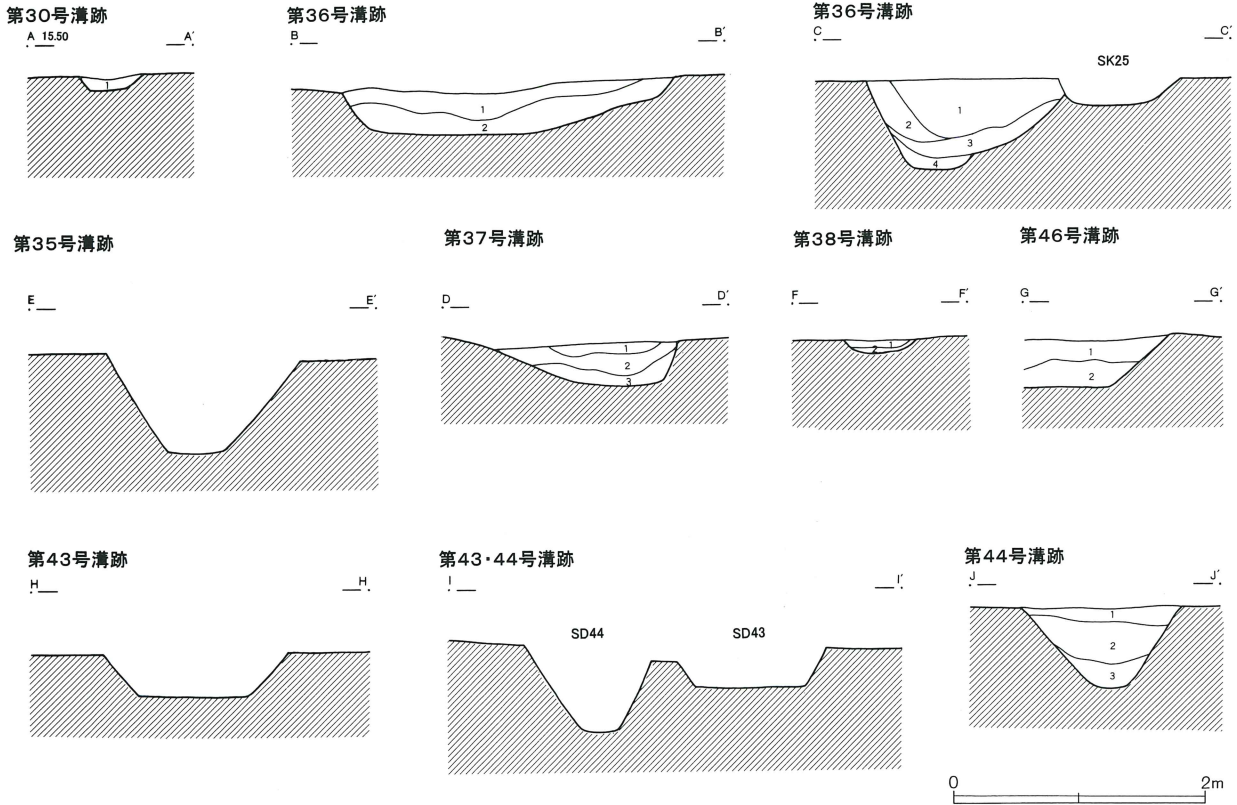 第30号溝跡
A 15.50 A′
1
第36号溝跡
B B′
1
2
第36号溝跡
C C′
SK25
1
2
3
4
第35号溝跡
E E′
第37号溝跡
D D′
1
2
3
第38号溝跡
F F′
1
2
第46号溝跡
G G′
1
2
第43号溝跡
H H
第43・44号溝跡
I I′
SD44 SD43
第44号溝跡
J J′
1
2
3
0 2m